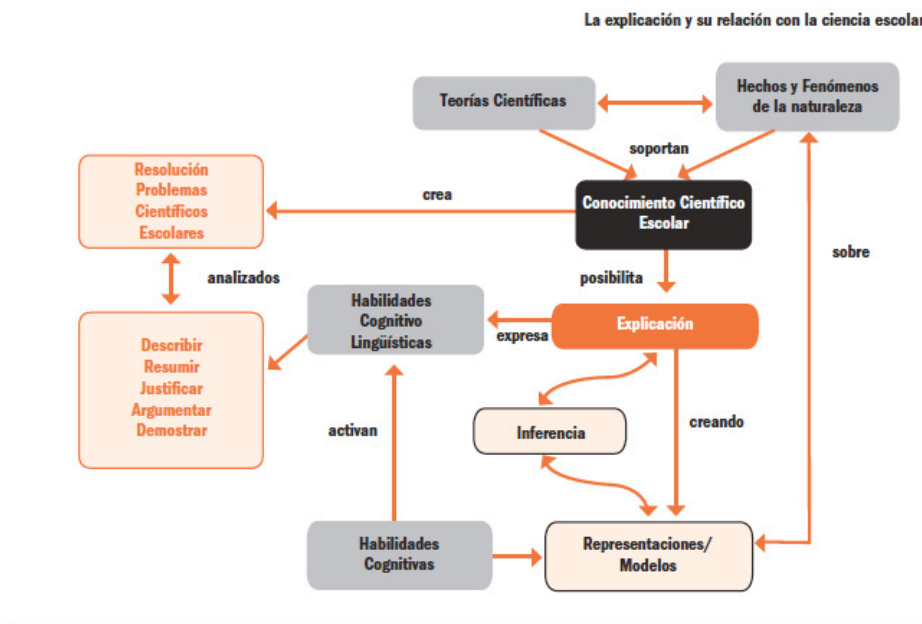 La explicación y su relación con la ciencia escolar
Teorías Científicas
Hechos y Fenómenos
de la naturaleza
soportan
Resolución
Problemas
Científicos
Escolares
crea
Conocimiento Científico
Escolar
sobre
analizados
posibilita
Habilidades
Cognitivo
Lingüísticas
expresa
Explicación
Describir
Resumir
Justificar
Argumentar
Demostrar
activan
Inferencia
creando
Habilidades
Cognitivas
Representaciones/
Modelos